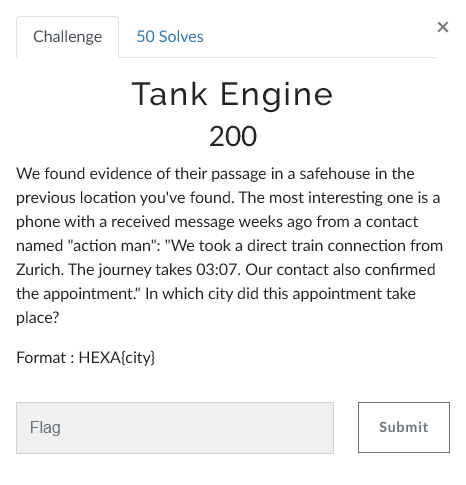 Challenge
50 Solves
×
Tank Engine
200
We found evidence of their passage in a safehouse in the
previous location you've found. The most interesting one is a
phone with a received message weeks ago from a contact
named "action man": "We took a direct train connection from
Zurich. The journey takes 03:07. Our contact also confirmed
the appointment." In which city did this appointment take
place?
Format : HEXA{city}
Flag
Submit